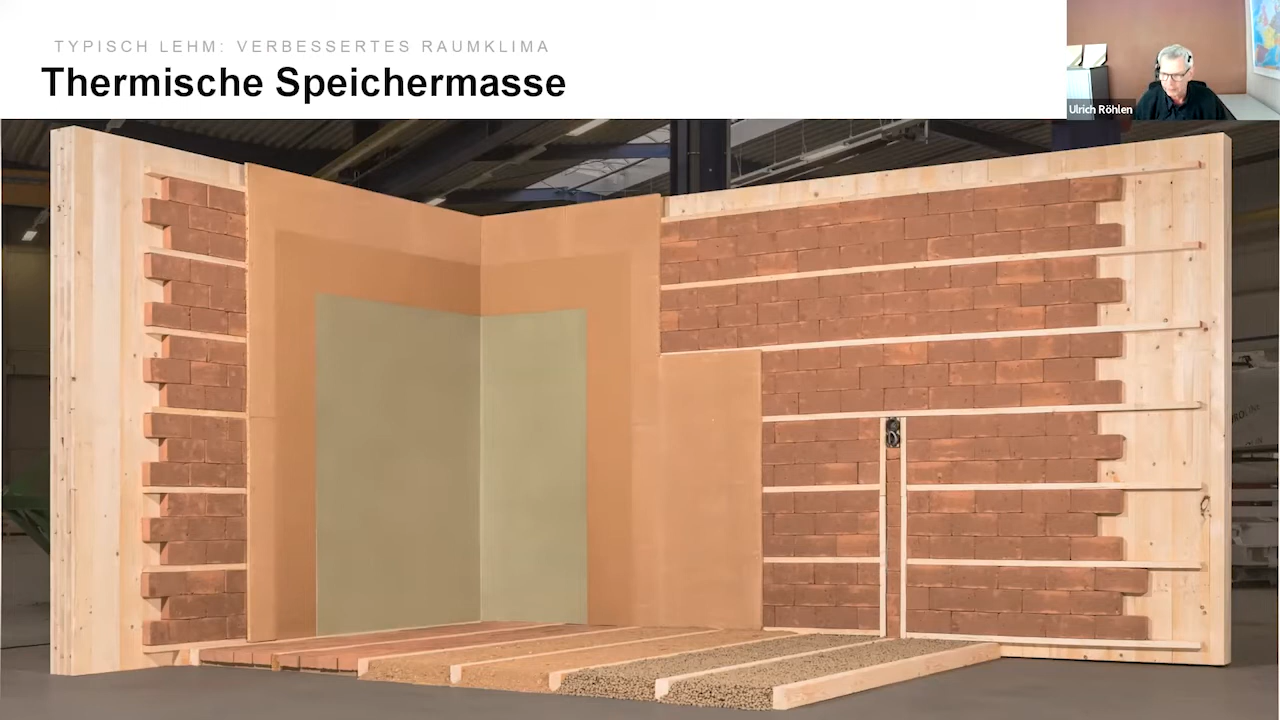 TYPISCH LEHM: VERBESSERTES RAUMKLIMA
Thermische Speichermasse
Ulrich Röhlen